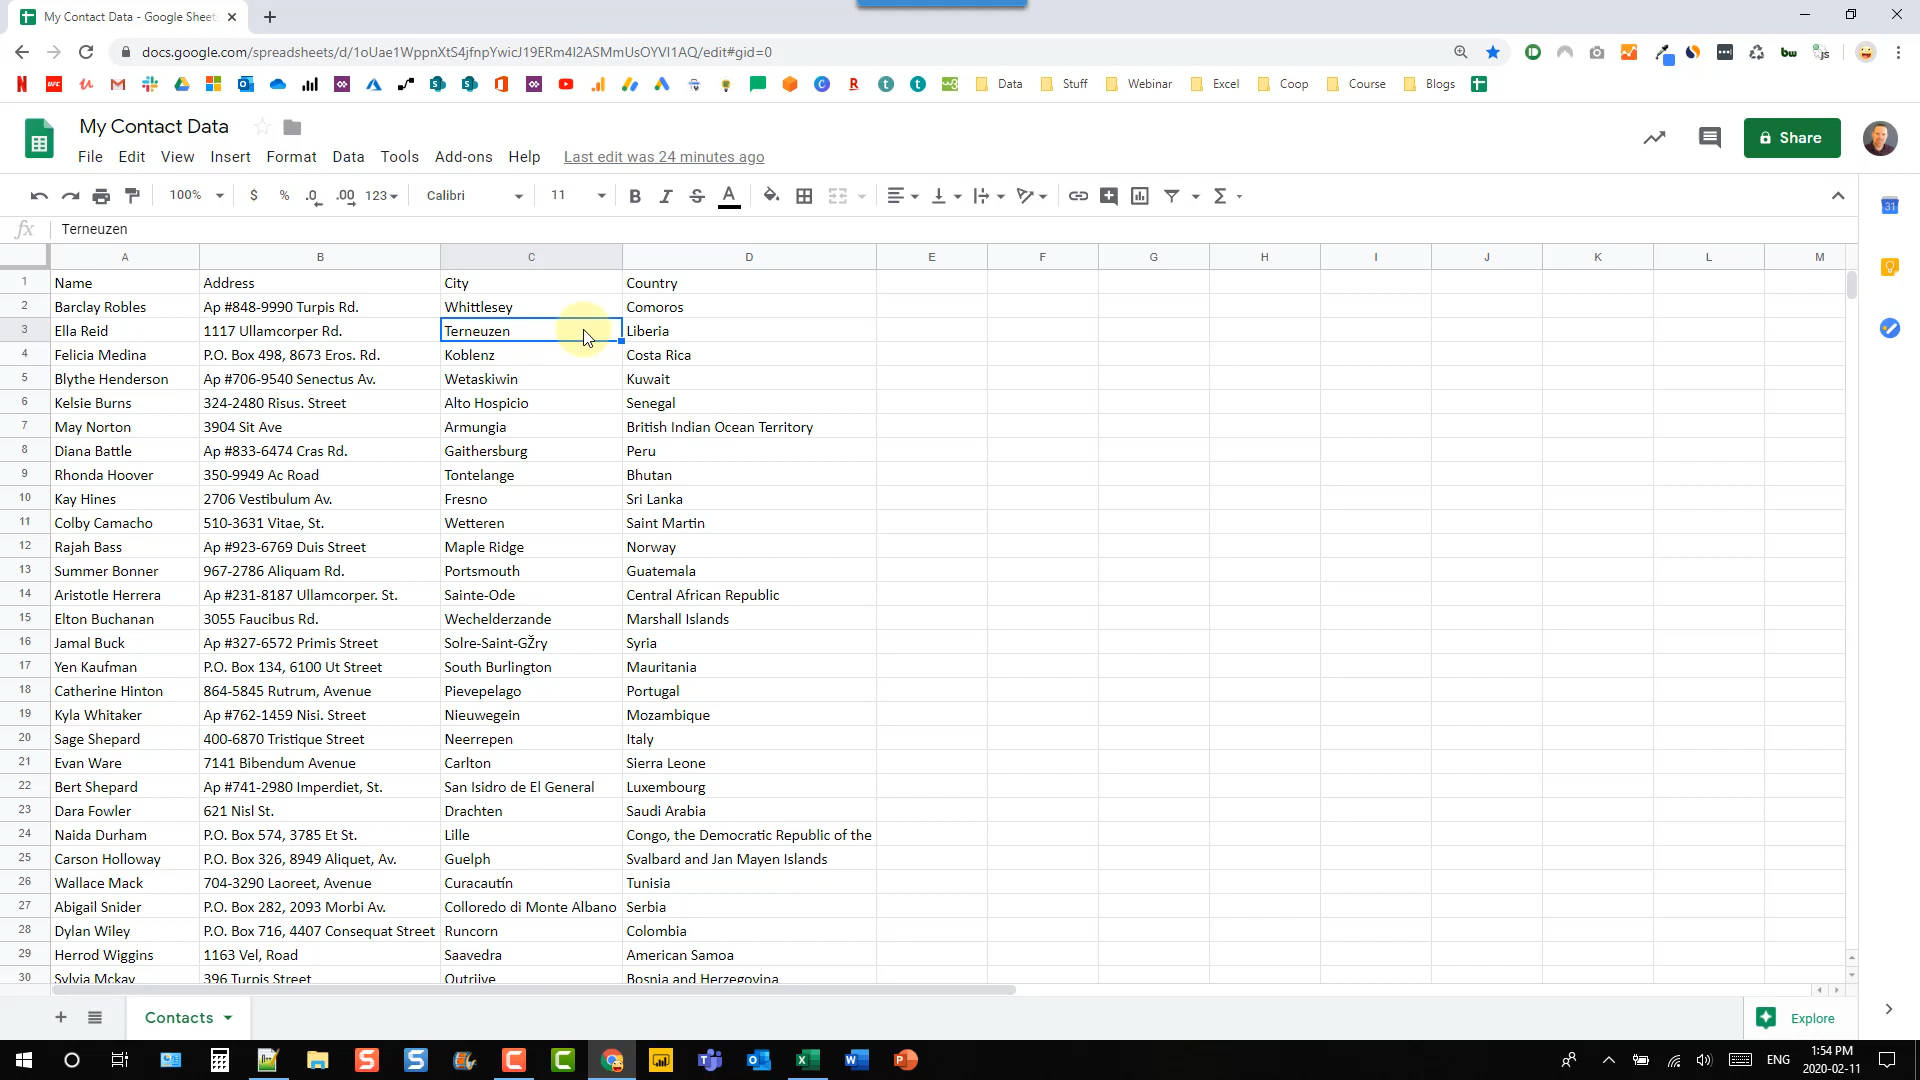 My Contact Data - Google Sheets
docs.google.com/spreadsheets/d/1oUae1WppnXtS4jfnpYwicJ19ERm4I2ASMmUsOYVI1AQ/edit#gid=0
Data Stuff Webinar Excel Coop Course Blogs
My Contact Data
Share
File Edit View Insert Format Data Tools Add-ons Help Last edit was 24 minutes ago
100% $ % .0 .00 123 Calibri 11 B I S A Σ
31
fx Terneuzen
A B C D E F G H I J K L M
1 Name Address City Country
2 Barclay Robles Ap #848-9990 Turpis Rd. Whittlesey Comoros
3 Ella Reid 1117 Ullamcorper Rd. Terneuzen Liberia
4 Felicia Medina P.O. Box 498, 8673 Eros. Rd. Koblenz Costa Rica
5 Blythe Henderson Ap #706-9540 Senectus Av. Wetaskiwin Kuwait
6 Kelsie Burns 324-2480 Risus. Street Alto Hospicio Senegal
7 May Norton 3904 Sit Ave Armungia British Indian Ocean Territory
8 Diana Battle Ap #833-6474 Cras Rd. Gaithersburg Peru
9 Rhonda Hoover 350-9949 Ac Road Tontelange Bhutan
10 Kay Hines 2706 Vestibulum Av. Fresno Sri Lanka
11 Colby Camacho 510-3631 Vitae, St. Wetteren Saint Martin
12 Rajah Bass Ap #923-6769 Duis Street Maple Ridge Norway
13 Summer Bonner 967-2786 Aliquam Rd. Portsmouth Guatemala
14 Aristotle Herrera Ap #231-8187 Ullamcorper. St. Sainte-Ode Central African Republic
15 Elton Buchanan 3055 Faucibus Rd. Wechelderzande Marshall Islands
16 Jamal Buck Ap #327-6572 Primis Street Solre-Saint-GŽry Syria
17 Yen Kaufman P.O. Box 134, 6100 Ut Street South Burlington Mauritania
18 Catherine Hinton 864-5845 Rutrum, Avenue Pievepelago Portugal
19 Kyla Whitaker Ap #762-1459 Nisi. Street Nieuwegein Mozambique
20 Sage Shepard 400-6870 Tristique Street Neerrepen Italy
21 Evan Ware 7141 Bibendum Avenue Carlton Sierra Leone
22 Bert Shepard Ap #741-2980 Imperdiet, St. San Isidro de El General Luxembourg
23 Dara Fowler 621 Nisl St. Drachten Saudi Arabia
24 Naida Durham P.O. Box 574, 3785 Et St. Lille Congo, the Democratic Republic of the
25 Carson Holloway P.O. Box 326, 8949 Aliquet, Av. Guelph Svalbard and Jan Mayen Islands
26 Wallace Mack 704-3290 Laoreet, Avenue Curacautín Tunisia
27 Abigail Snider P.O. Box 282, 2093 Morbi Av. Colloredo di Monte Albano Serbia
28 Dylan Wiley P.O. Box 716, 4407 Consequat Street Runcorn Colombia
29 Herrod Wiggins 1163 Vel, Road Saavedra American Samoa
30 Sylvia Mckay 396 Turpis Street Outrijve Bosnia and Herzegovina
Contacts Explore
ENG 1:54 PM
2020-02-11